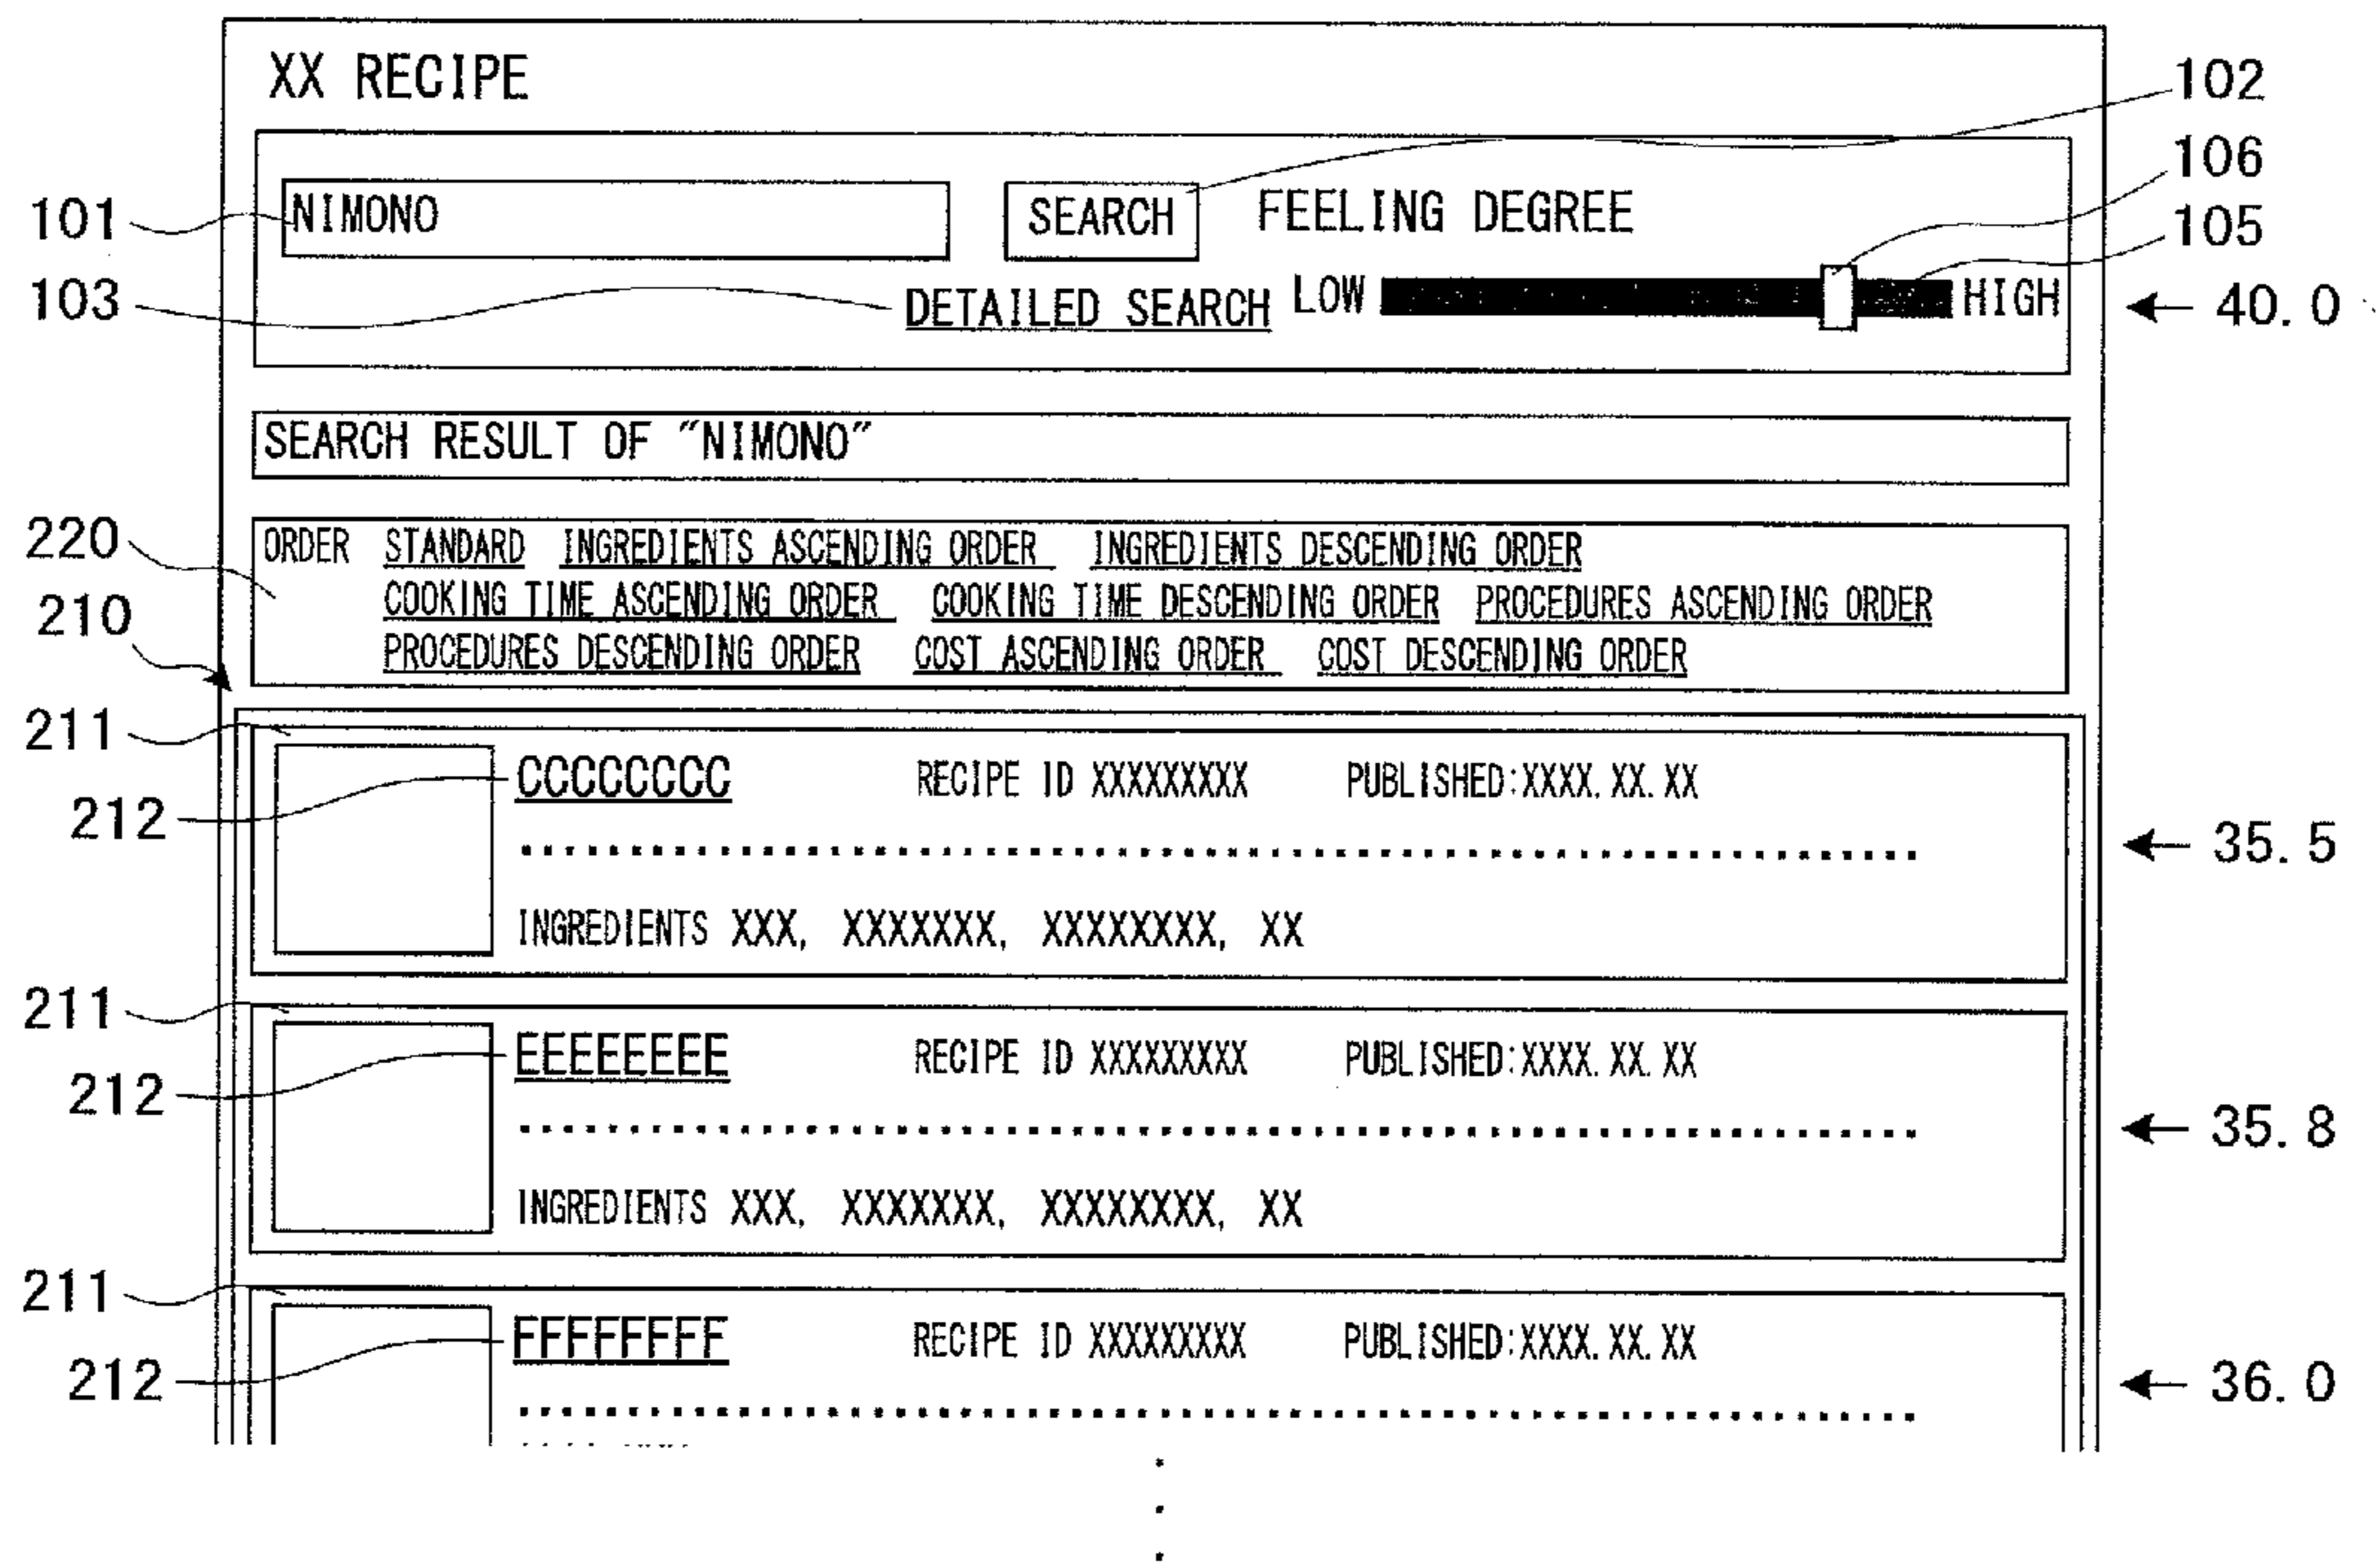 XX RECIPE
102
106
101 NIMONO SEARCH FEELING DEGREE
105
103 DETAILED SEARCH LOW HIGH 40.0
SEARCH RESULT OF "NIMONO"
220 ORDER STANDARD INGREDIENTS ASCENDING ORDER INGREDIENTS DESCENDING ORDER
210 COOKING TIME ASCENDING ORDER COOKING TIME DESCENDING ORDER PROCEDURES ASCENDING ORDER
PROCEDURES DESCENDING ORDER COST ASCENDING ORDER COST DESCENDING ORDER
211
212 CCCCCCCC RECIPE ID XXXXXXXXX PUBLISHED:XXXX.XX.XX
35.5
INGREDIENTS XXX, XXXXXXX, XXXXXXXX, XX
211
212 EEEEEEEE RECIPE ID XXXXXXXXX PUBLISHED:XXXX.XX.XX
35.8
INGREDIENTS XXX, XXXXXXX, XXXXXXXX, XX
211
212 FFFFFFFF RECIPE ID XXXXXXXXX PUBLISHED:XXXX.XX.XX
36.0